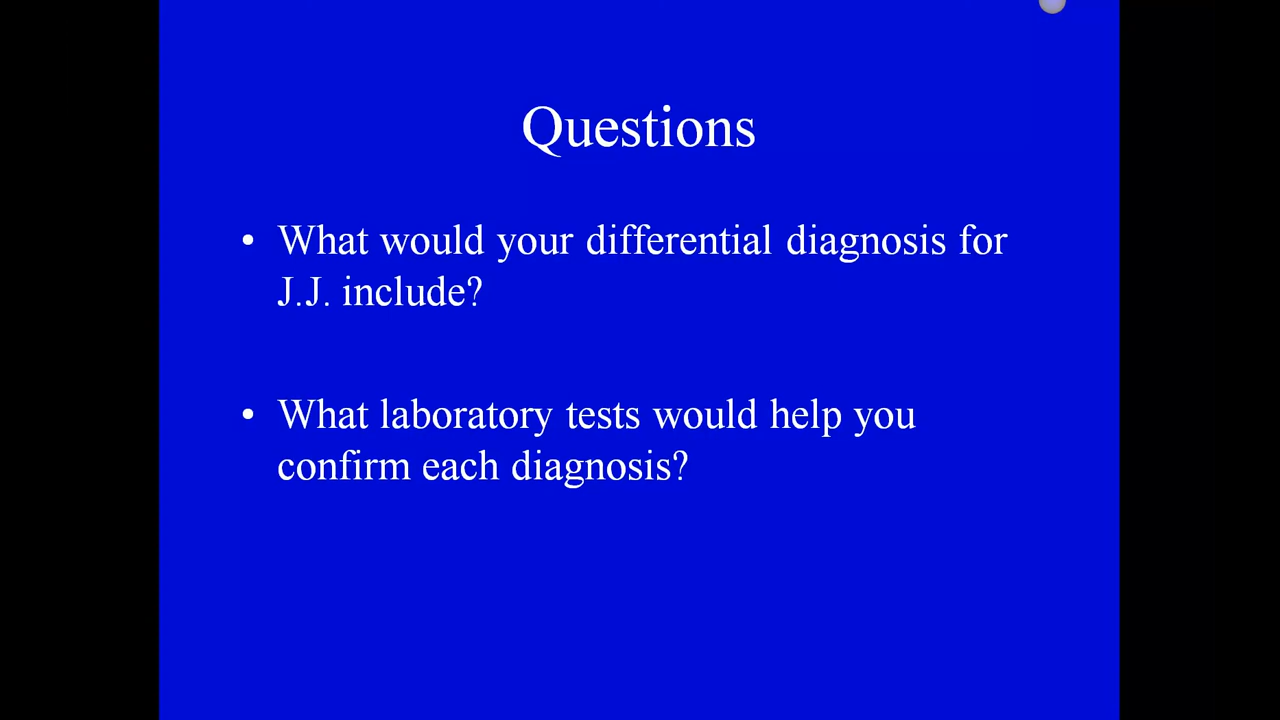 Questions
• What would your differential diagnosis for
J.J. include?
• What laboratory tests would help you
confirm each diagnosis?